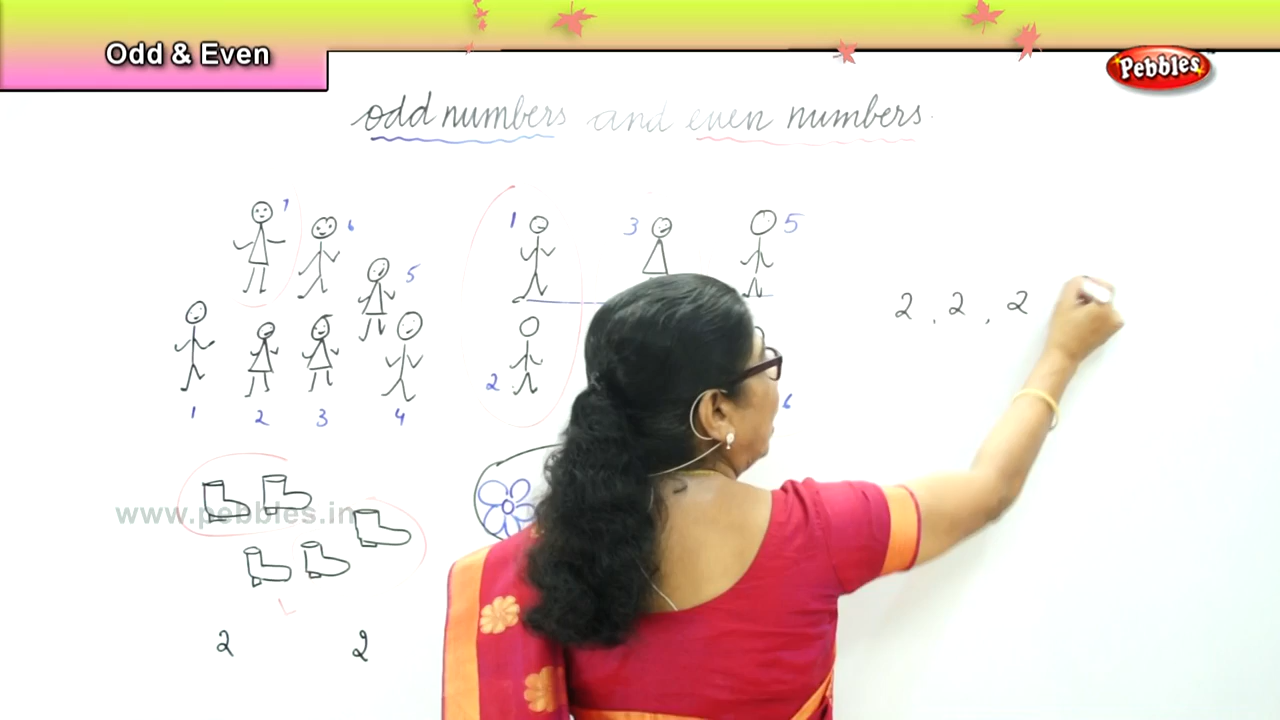 Odd & Even
Pebbles
odd numbers and even numbers.
1 6 5
1 2 3 4
1 3 5
2 6
2, 2, 2
www.pebbles.in
2 2